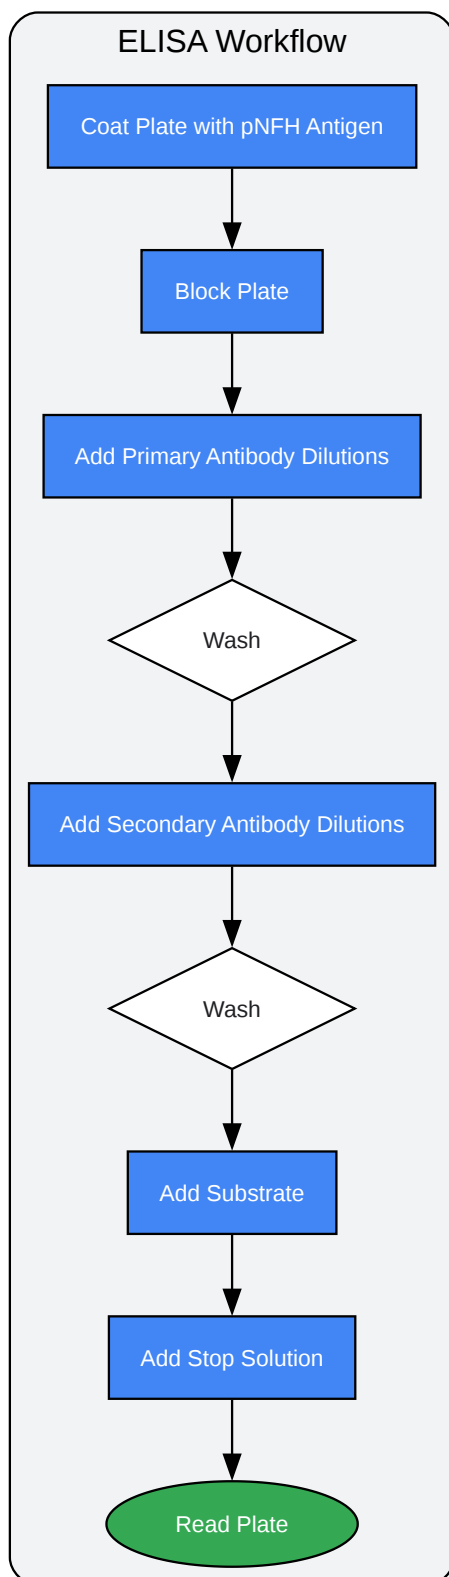 ELISA Workflow
Coat Plate with pNFH Antigen
Block Plate
Add Primary Antibody Dilutions
Wash
Add Secondary Antibody Dilutions
Wash
Add Substrate
Add Stop Solution
Read Plate